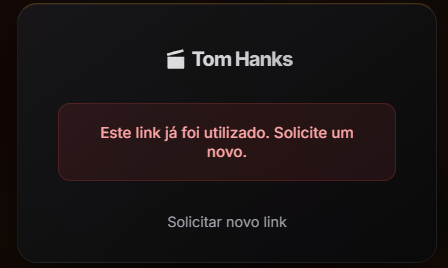 Tom Hanks
Este link já foi utilizado. Solicite um
novo.
Solicitar novo link